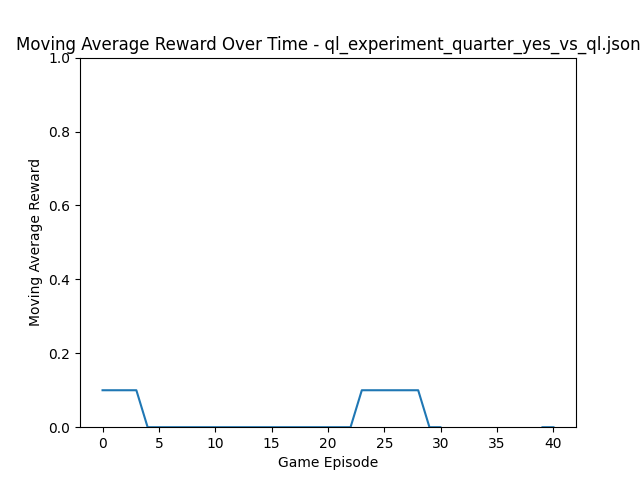 Moving Average Reward Over Time - ql_experiment_quarter_yes_vs_ql.json
1.0
0.8
0.6
0.4
0.2
0.0
Moving Average Reward
0 5 10 15 20 25 30 35 40
Game Episode